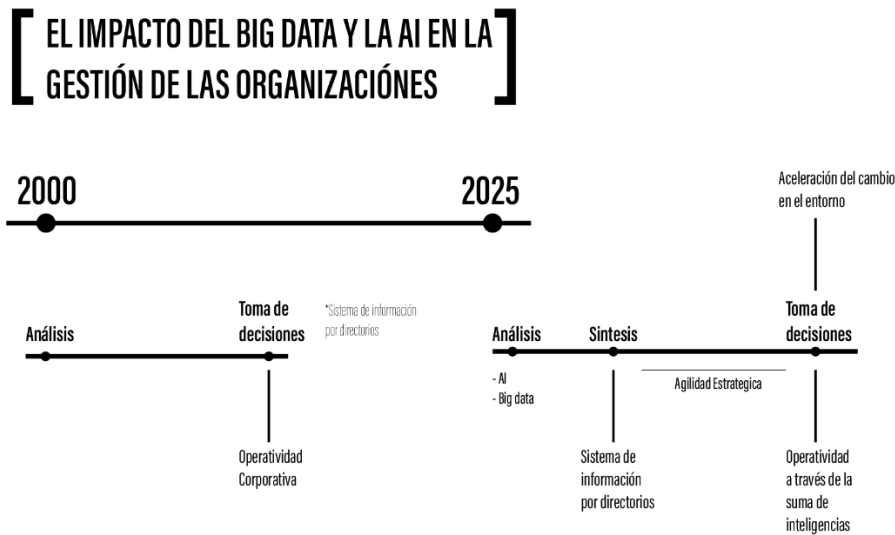 EL IMPACTO DEL BIG DATA Y LA AI EN LA
GESTIÓN DE LAS ORGANIZACIÓNES
2000
2025
Aceleración del cambio
en el entorno
Análisis
Toma de
decisiones
*Sistema de información
por directorios
Operatividad
Corporativa
Análisis
- AI
- Big data
Sintesis
Sistema de
información
por directorios
Agilidad Estrategica
Toma de
decisiones
Operatividad
a través de la
suma de
inteligencias